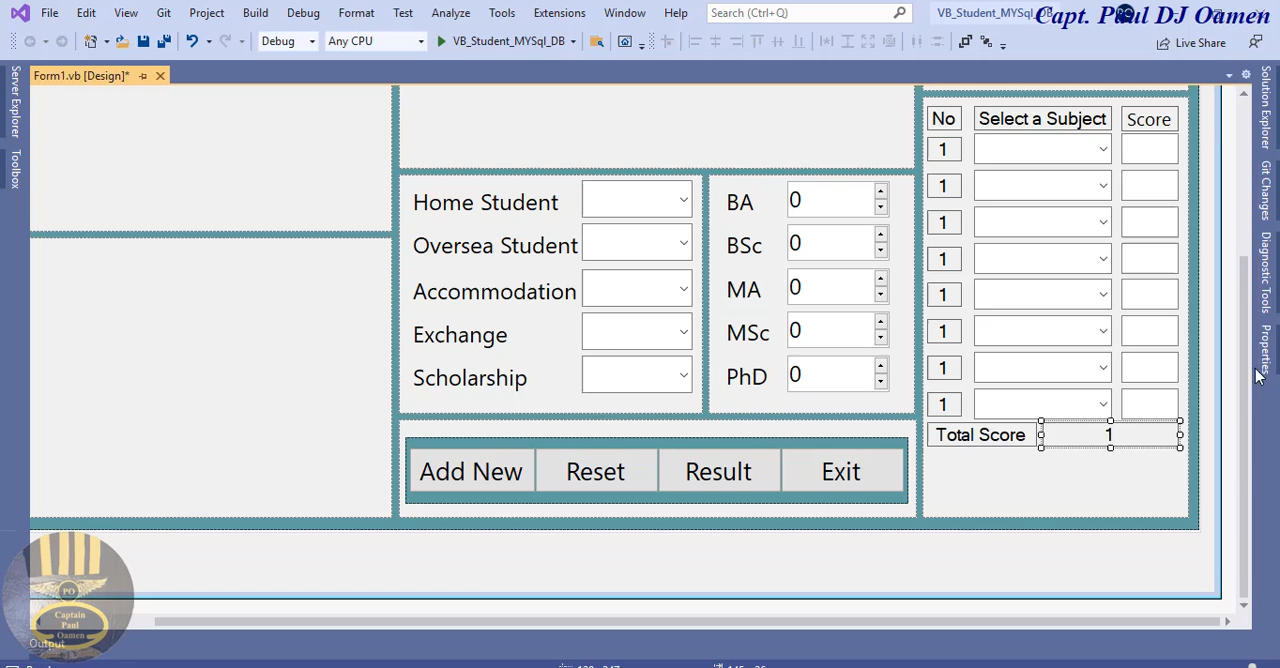 File Edit View Git Project Build Debug Format Test Analyze Tools Extensions Window Help Search (Ctrl+Q) VB_Student_MYSql_DB
Capt. Paul DJ Oamen
Debug Any CPU VB_Student_MYSql_DB Live Share
Form1.vb [Design]*
Server Explorer
Toolbox
Solution Explorer
Git Changes
Diagnostic Tools
Properties
No Select a Subject Score
1
1
1
1
1
1
1
1
Total Score 1
Home Student
Oversea Student
Accommodation
Exchange
Scholarship
BA 0
BSc 0
MA 0
MSc 0
PhD 0
Add New Reset Result Exit
PO
Captain
Paul
Oamen
Output